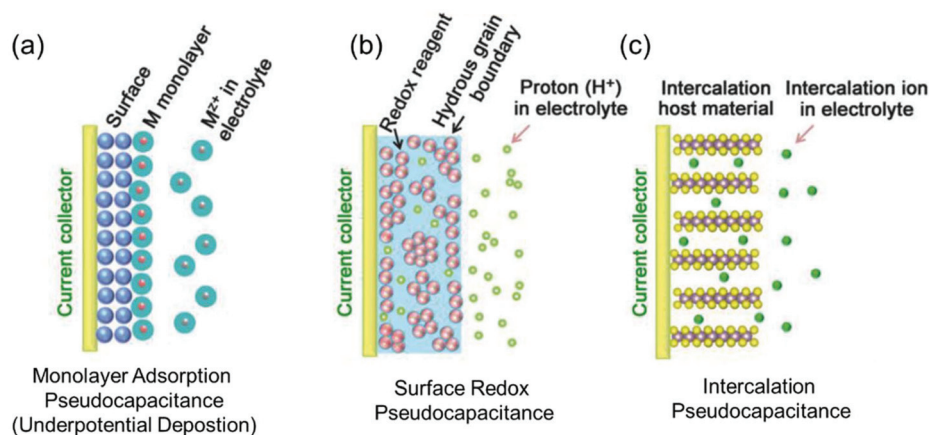 (a)
Current collector
Surface
M monolayer
Mᶻ⁺ in
electrolyte
Monolayer Adsorption
Pseudocapacitance
(Underpotential Depostion)
(b)
Current collector
Redox reagent
Hydrous grain
boundary
Proton (H⁺)
in electrolyte
Surface Redox
Pseudocapacitance
(c)
Current collector
Intercalation
host material
Intercalation ion
in electrolyte
Intercalation
Pseudocapacitance